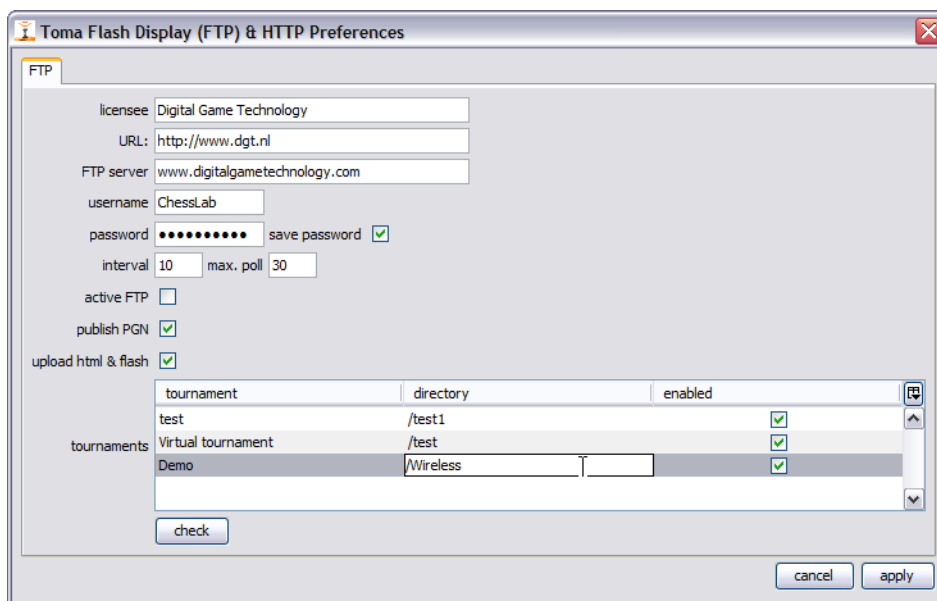 Toma Flash Display (FTP) & HTTP Preferences
FTP
licensee Digital Game Technology
URL: http://www.dgt.nl
FTP server www.digitalgametechnology.com
username ChessLab
password ●●●●●●●●●● save password
interval 10 max. poll 30
active FTP
publish PGN
upload html & flash
tournament directory enabled
test /test1
tournaments Virtual tournament /test
Demo /Wireless
check
cancel apply